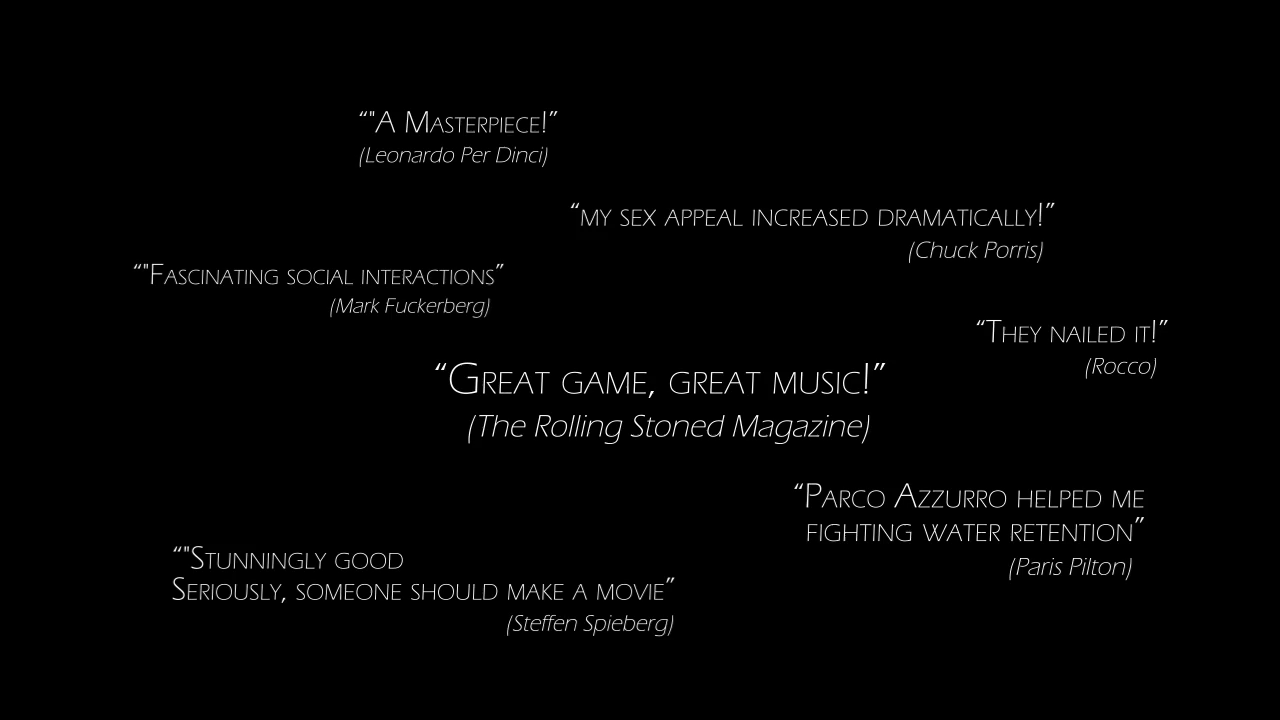 “"A Masterpiece!”
(Leonardo Per Dinci)
“my sex appeal increased dramatically!”
(Chuck Porris)
“"Fascinating social interactions”
(Mark Fuckerberg)
“They nailed it!”
(Rocco)
“Great game, great music!”
(The Rolling Stoned Magazine)
“Parco Azzurro helped me
fighting water retention”
(Paris Pilton)
“"Stunningly good
Seriously, someone should make a movie”
(Steffen Spieberg)